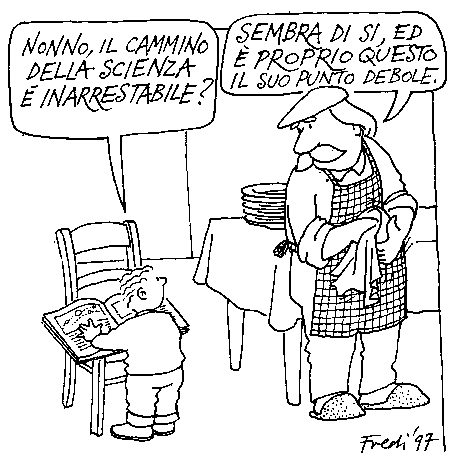 NONNO, IL CAMMINO
DELLA SCIENZA
È INARRESTABILE?
SEMBRA DI SI, ED
È PROPRIO QUESTO
IL SUO PUNTO DEBOLE.
Fredi '97